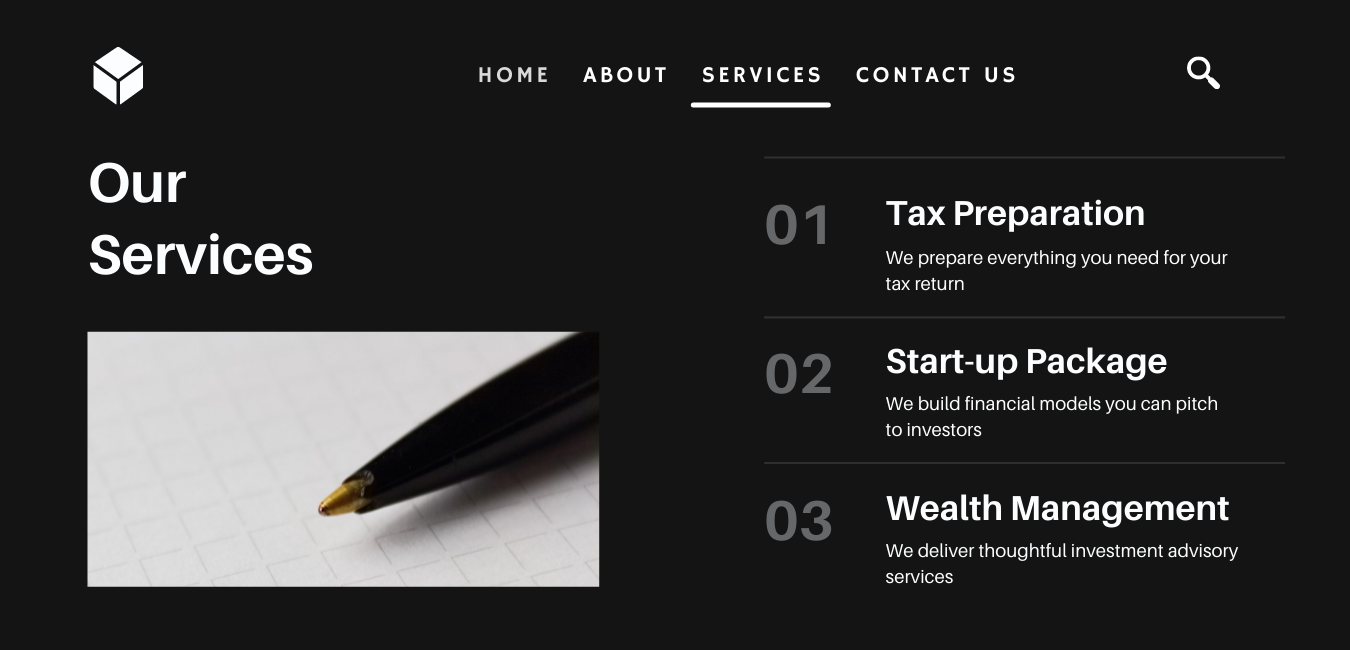 HOME ABOUT SERVICES CONTACT US
Our
Services
01
Tax Preparation
We prepare everything you need for your
tax return
02
Start-up Package
We build financial models you can pitch
to investors
03
Wealth Management
We deliver thoughtful investment advisory
services